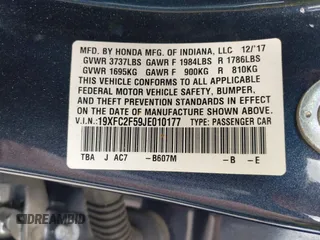 MFD. BY HONDA MFG. OF INDIANA, LLC 12/'17
GVWR 3737LBS GAWR F 1984LBS R 1786LBS
GVWR 1695KG GAWR F 900KG R 810KG
THIS VEHICLE CONFORMS TO ALL APPLICABLE
FEDERAL MOTOR VEHICLE SAFETY, BUMPER,
AND THEFT PREVENTION STANDARDS IN EFFECT
ON THE DATE OF MANUFACTURE SHOWN ABOVE.
V.I.N.: 19XFC2F59JE010177 TYPE: PASSENGER CAR
TBA J AC7 -B607M -B -E
DREAMBID